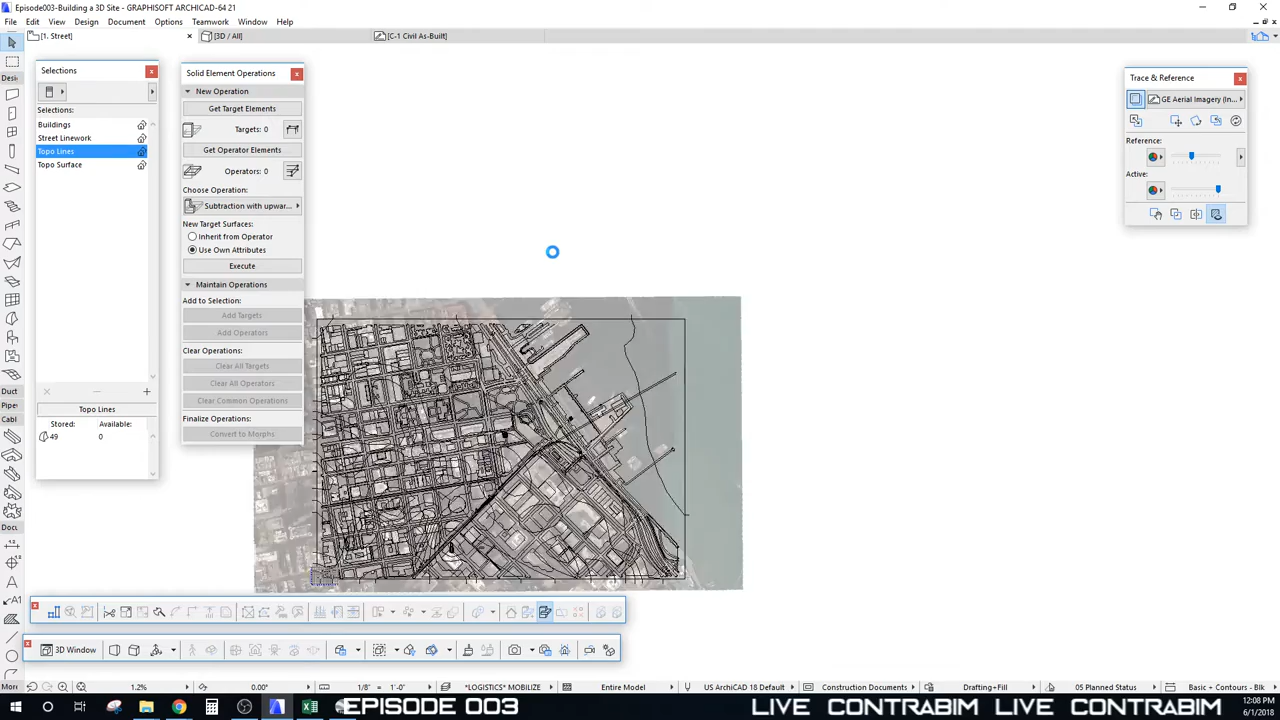 Episode003-Building a 3D Site - GRAPHISOFT ARCHICAD-64 21
File Edit View Design Document Options Teamwork Window Help
[1. Street]
[3D / All]
[C-1 Civil As-Built]
Selections
Selections:
Buildings
Street Linework
Topo Lines
Topo Surface
Topo Lines
Stored: Available:
49 0
Solid Element Operations
New Operation
Get Target Elements
Targets: 0
Get Operator Elements
Operators: 0
Choose Operation:
Subtraction with upwar...
New Target Surfaces:
Inherit from Operator
Use Own Attributes
Execute
Maintain Operations
Add to Selection:
Add Targets
Add Operators
Clear Operations:
Clear All Targets
Clear All Operators
Clear Common Operations
Finalize Operations:
Convert to Morphs
Trace & Reference
GE Aerial Imagery (In...
Reference:
Active:
Desi
Duct
Pipe
Cabl
Docu
More
3D Window
1.2%
0.00°
1/8" = 1'-0"
*LOGISTICS* MOBILIZE
Entire Model
US ArchiCAD 18 Default
Construction Documents
Drafting+Fill
05 Planned Status
Basic + Contours - Blk
EPISODE 003
LIVE CONTRABIM LIVE CONTRABIM
12:08 PM
6/1/2018